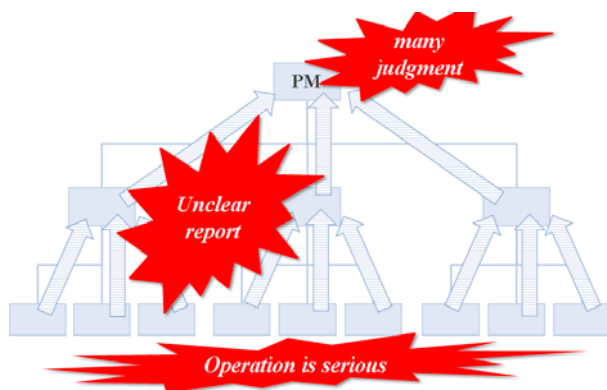 many
judgment
PM
Unclear
report
Operation is serious